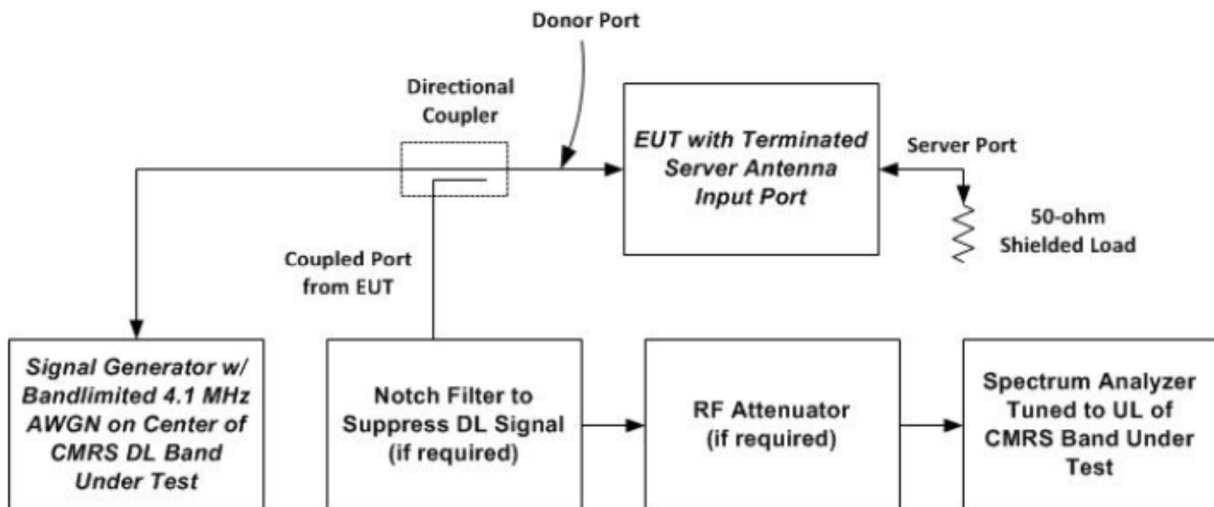 Donor Port
Directional
Coupler
EUT with Terminated
Server Antenna
Input Port
Server Port
50-ohm
Shielded Load
Coupled Port
from EUT
Signal Generator w/
Bandlimited 4.1 MHz
AWGN on Center of
CMRS DL Band
Under Test
Notch Filter to
Suppress DL Signal
(if required)
RF Attenuator
(if required)
Spectrum Analyzer
Tuned to UL of
CMRS Band Under
Test